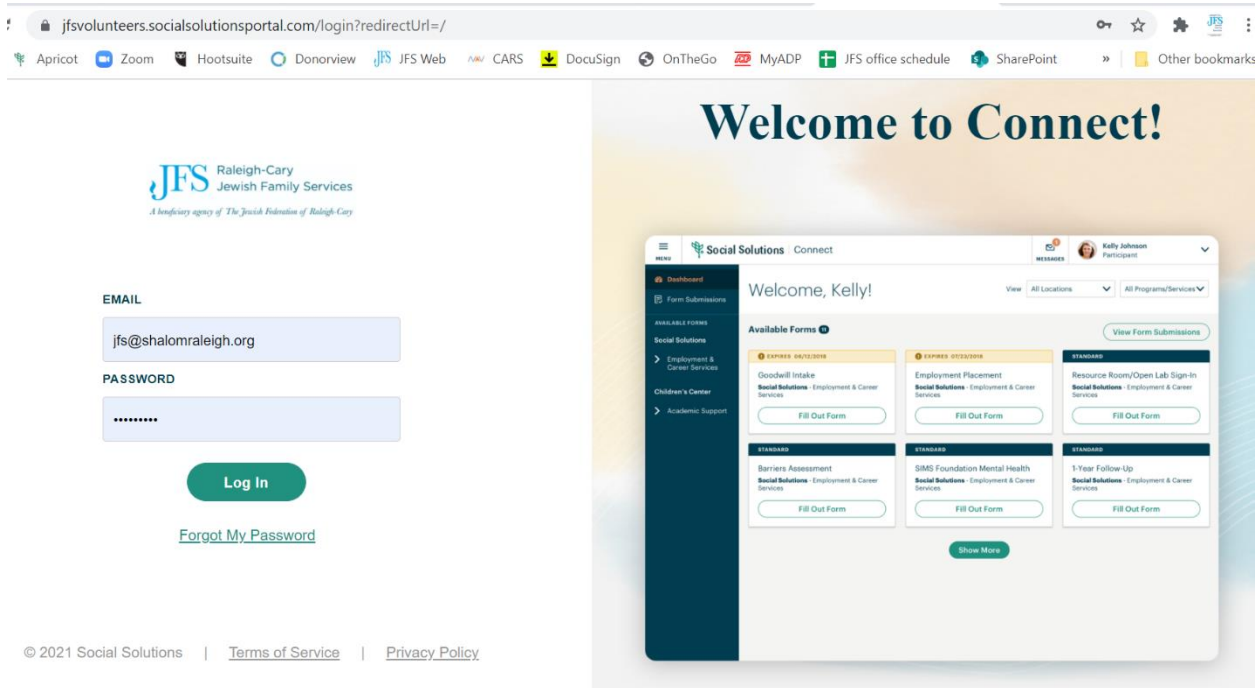 jfsvolunteers.socialsolutionsportal.com/login?redirectUrl=/
Apricot Zoom Hootsuite Donorview JFS JFS Web CARS DocuSign OnTheGo MyADP JFS office schedule SharePoint » Other bookmarks
JFS Raleigh-Cary
Jewish Family Services
A beneficiary agency of The Jewish Federation of Raleigh-Cary
EMAIL
jfs@shalomraleigh.org
PASSWORD
•••••••••
Log In
Forgot My Password
© 2021 Social Solutions | Terms of Service | Privacy Policy
Welcome to Connect!
MENU
Social Solutions Connect
MESSAGES
Kelly Johnson
Participant
Dashboard
Form Submissions
AVAILABLE FORMS
Social Solutions
Employment &
Career Services
Children's Center
Academic Support
Welcome, Kelly!
View All Locations All Programs/Services
Available Forms
View Form Submissions
EXPIRES 08/12/2018
Goodwill Intake
Social Solutions - Employment & Career
Services
Fill Out Form
EXPIRES 07/23/2018
Employment Placement
Social Solutions - Employment & Career
Services
Fill Out Form
STANDARD
Resource Room/Open Lab Sign-In
Social Solutions - Employment & Career
Services
Fill Out Form
STANDARD
Barriers Assessment
Social Solutions - Employment & Career
Services
Fill Out Form
STANDARD
SIMS Foundation Mental Health
Social Solutions - Employment & Career
Services
Fill Out Form
STANDARD
1-Year Follow-Up
Social Solutions - Employment & Career
Services
Fill Out Form
Show More